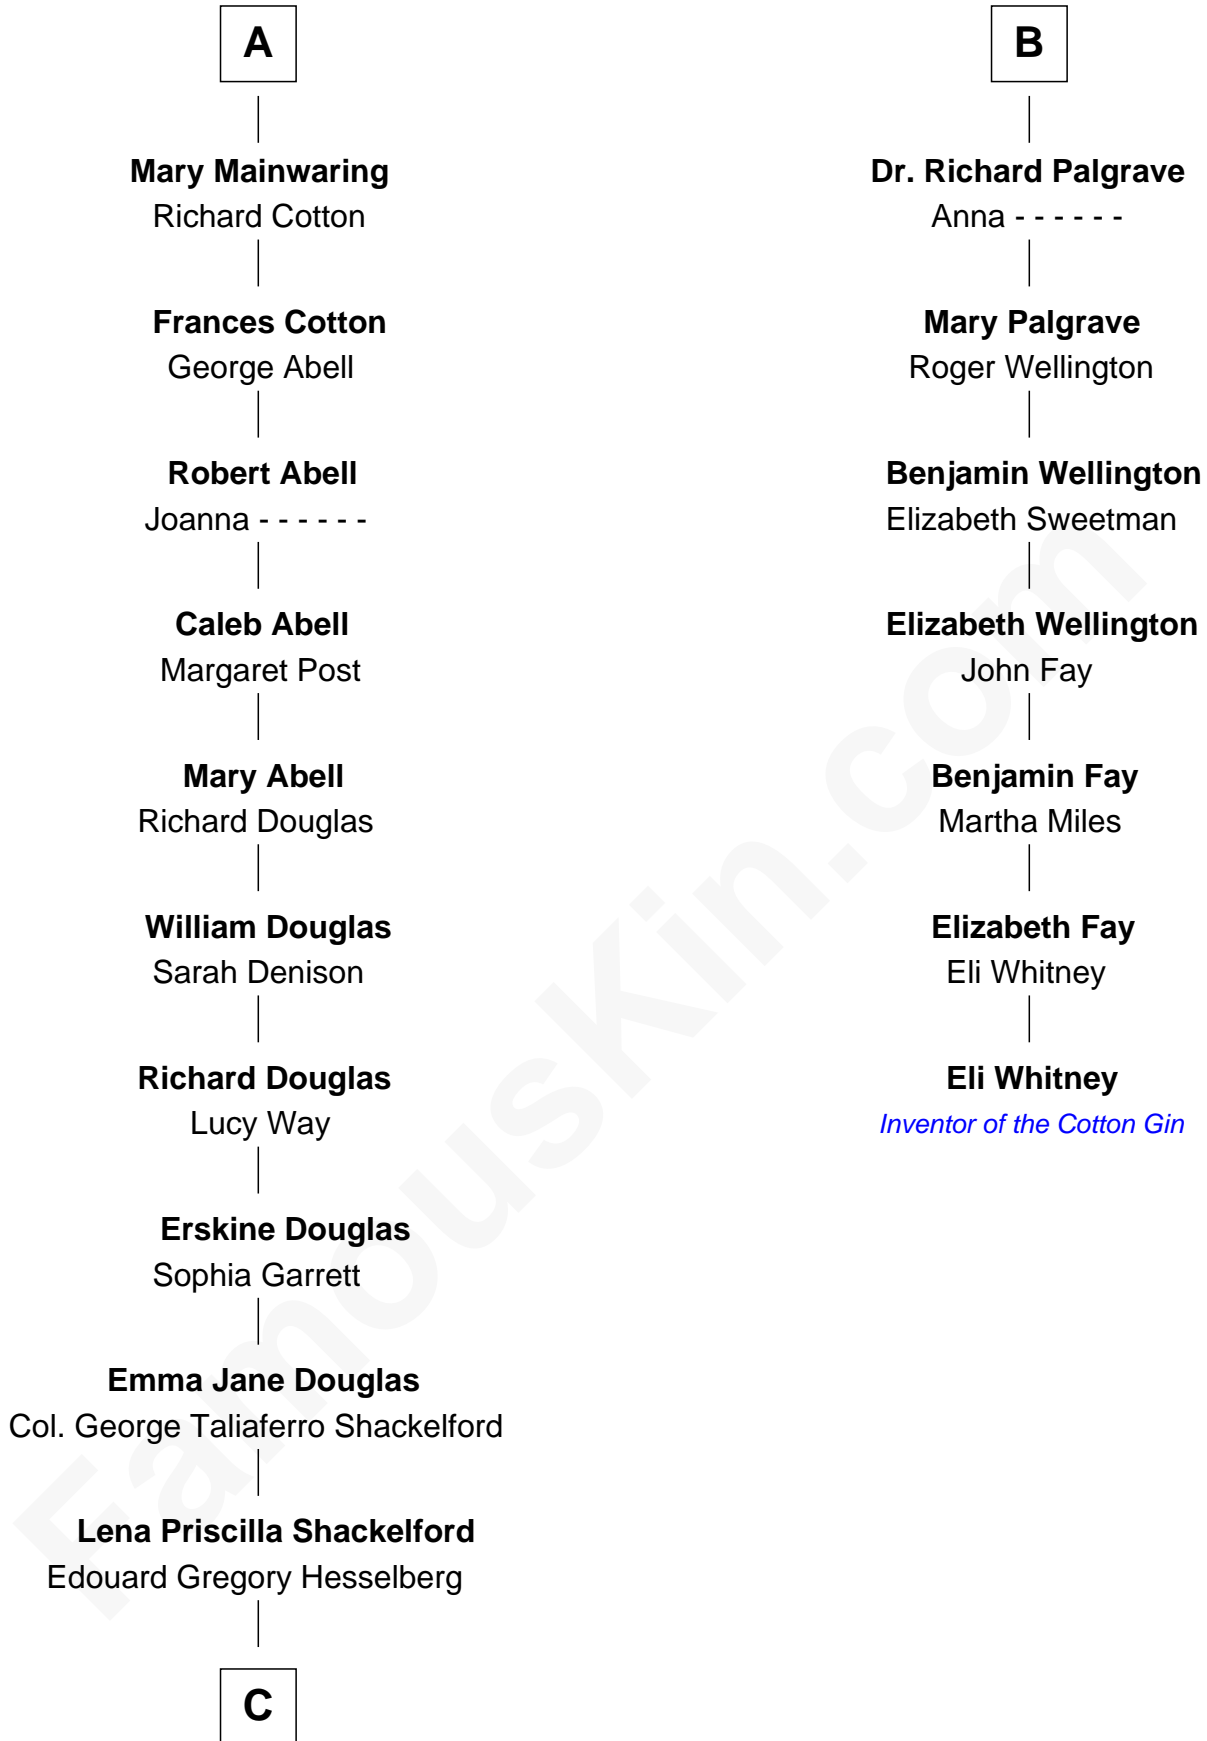 A
Mary Mainwaring
Richard Cotton
Frances Cotton
George Abell
Robert Abell
Joanna - - - - - -
Caleb Abell
Margaret Post
Mary Abell
Richard Douglas
William Douglas
Sarah Denison
Richard Douglas
Lucy Way
Erskine Douglas
Sophia Garrett
Emma Jane Douglas
Col. George Taliaferro Shackelford
Lena Priscilla Shackelford
Edouard Gregory Hesselberg
C
B
Dr. Richard Palgrave
Anna - - - - - -
Mary Palgrave
Roger Wellington
Benjamin Wellington
Elizabeth Sweetman
Elizabeth Wellington
John Fay
Benjamin Fay
Martha Miles
Elizabeth Fay
Eli Whitney
Eli Whitney
Inventor of the Cotton Gin
FamousKin.com